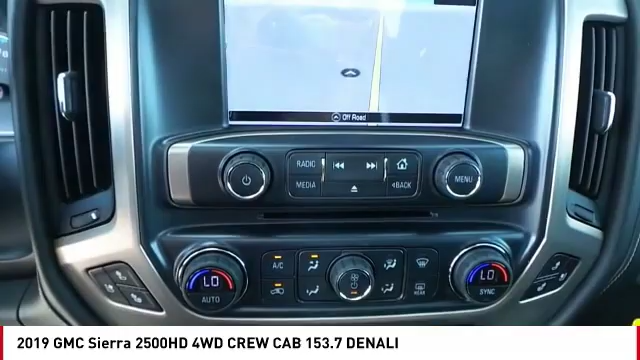 Off Road
RADIO
MEDIA
BACK
MENU
LO
AUTO
A/C
REAR
LO
SYNC
2019 GMC Sierra 2500HD 4WD CREW CAB 153.7 DENALI